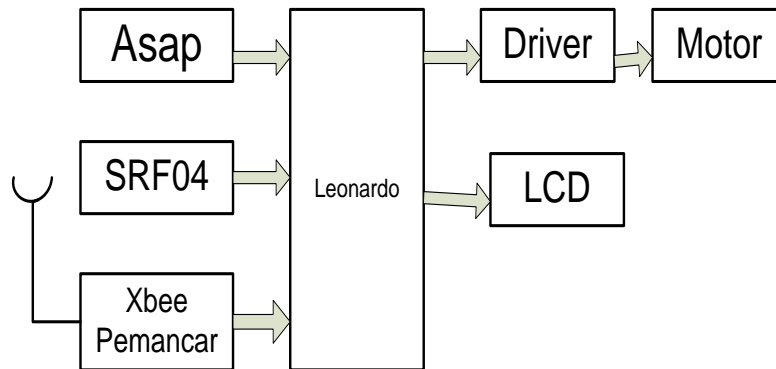 Asap
Driver
Motor
SRF04
Leonardo
LCD
Xbee
Pemancar